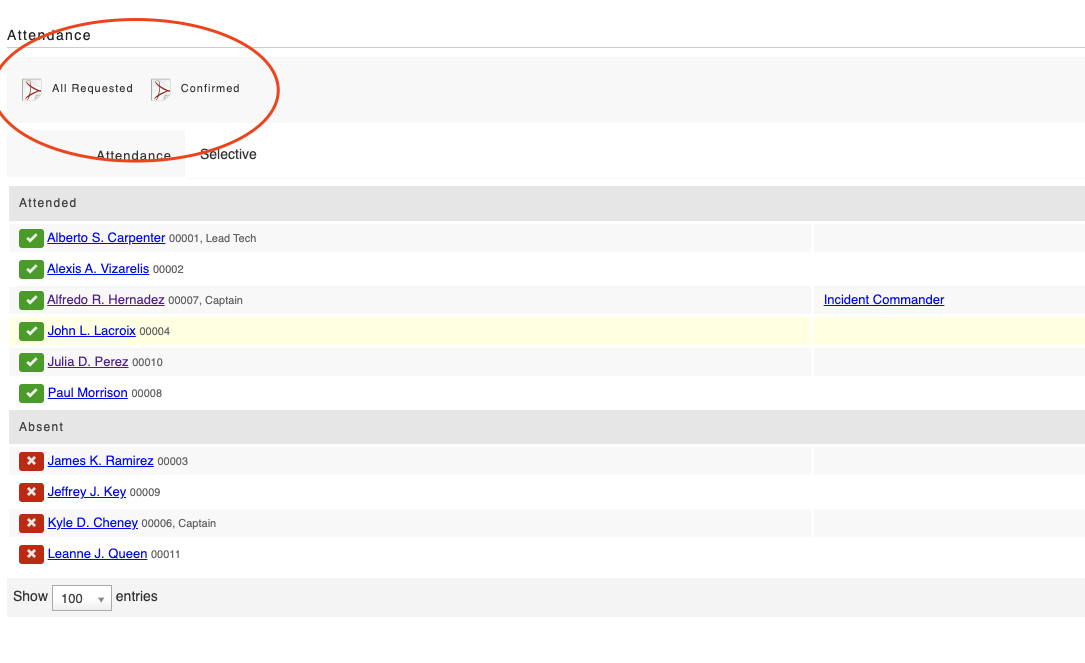 Attendance
All Requested Confirmed
Attendance Selective
Attended
Alberto S. Carpenter 00001, Lead Tech
Alexis A. Vizarelis 00002
Alfredo R. Hernadez 00007, Captain Incident Commander
John L. Lacroix 00004
Julia D. Perez 00010
Paul Morrison 00008
Absent
James K. Ramirez 00003
Jeffrey J. Key 00009
Kyle D. Cheney 00006, Captain
Leanne J. Queen 00011
Show 100 entries